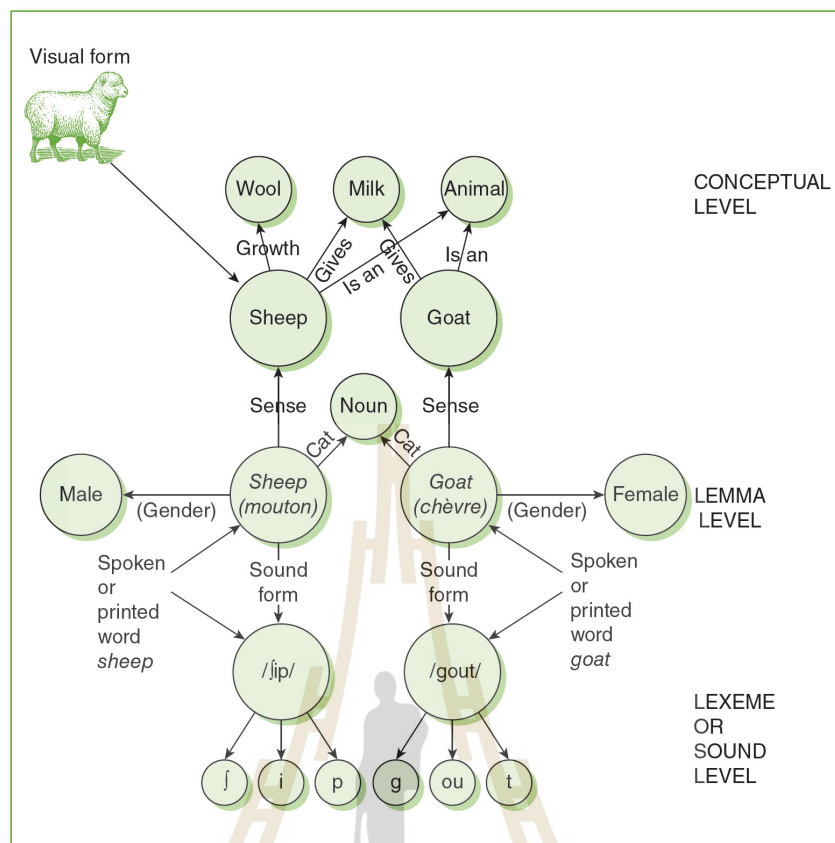 Visual form
Wool
Milk
Animal
CONCEPTUAL
LEVEL
Growth
Gives
Is an
Gives
Is an
Sheep
Goat
Sense
Noun
Sense
Cat
Cat
Male
(Gender)
Sheep
(mouton)
Goat
(chèvre)
(Gender)
Female
LEMMA
LEVEL
Spoken
or
printed
word
sheep
Sound
form
Sound
form
Spoken
or
printed
word
goat
/ʃip/
/gout/
LEXEME
OR
SOUND
LEVEL
ʃ
i
p
g
ou
t